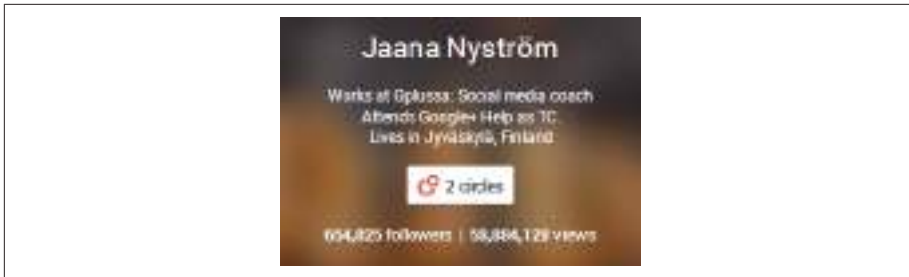 Jaana Nyström
Works at Gplussa: Social media coach
Attends Google+ Help as TC.
Lives in Jyväskylä, Finland
2 circles
followers | views